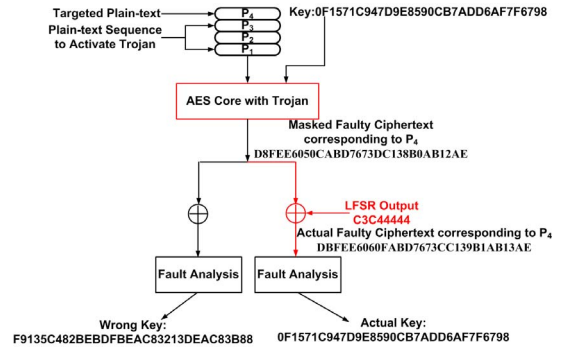 Targeted Plain-text
P4
Key:0F1571C947D9E8590CB7ADD6AF7F6798
Plain-text Sequence
to Activate Trojan
P3
P2
P1
AES Core with Trojan
Masked Faulty Ciphertext
corresponding to P4
D8FEE6050CABD7673DC138B0AB12AE
LFSR Output
C3C44444
Actual Faulty Ciphertext corresponding to P4
DBFEE6060FABD7673CC139B1AB13AE
Fault Analysis
Fault Analysis
Wrong Key:
F9135C482BEBDFBEAC83213DEAC83B88
Actual Key:
0F1571C947D9E8590CB7ADD6AF7F6798